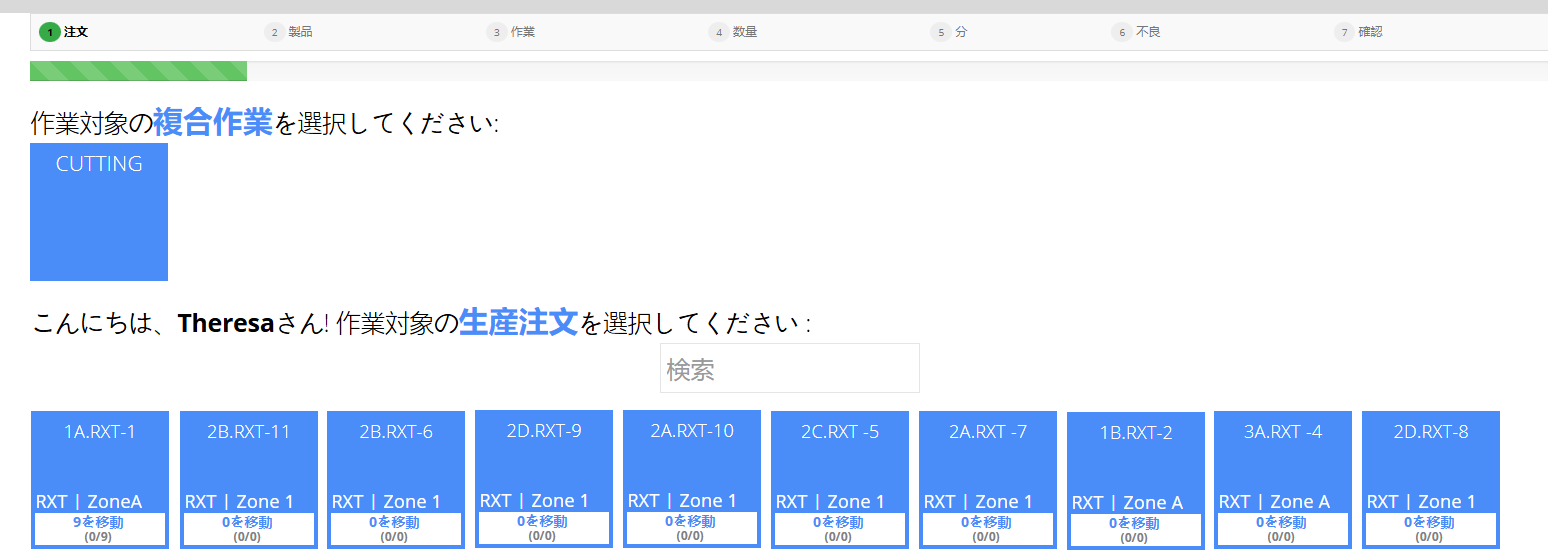 1 注文 2 製品 3 作業 4 数量 5 分 6 不良 7 確認
作業対象の複合作業を選択してください:
CUTTING
こんにちは、Theresaさん! 作業対象の生産注文を選択してください :
検索
1A.RXT-1 2B.RXT-11 2B.RXT-6 2D.RXT-9 2A.RXT-10 2C.RXT -5 2A.RXT -7 1B.RXT-2 3A.RXT -4 2D.RXT-8
RXT | ZoneA RXT | Zone 1 RXT | Zone 1 RXT | Zone 1 RXT | Zone 1 RXT | Zone 1 RXT | Zone 1 RXT | Zone A RXT | Zone A RXT | Zone 1
9を移動 0を移動 0を移動 0を移動 0を移動 0を移動 0を移動 0を移動 0を移動 0を移動
(0/9) (0/0) (0/0) (0/0) (0/0) (0/0) (0/0) (0/0) (0/0) (0/0)